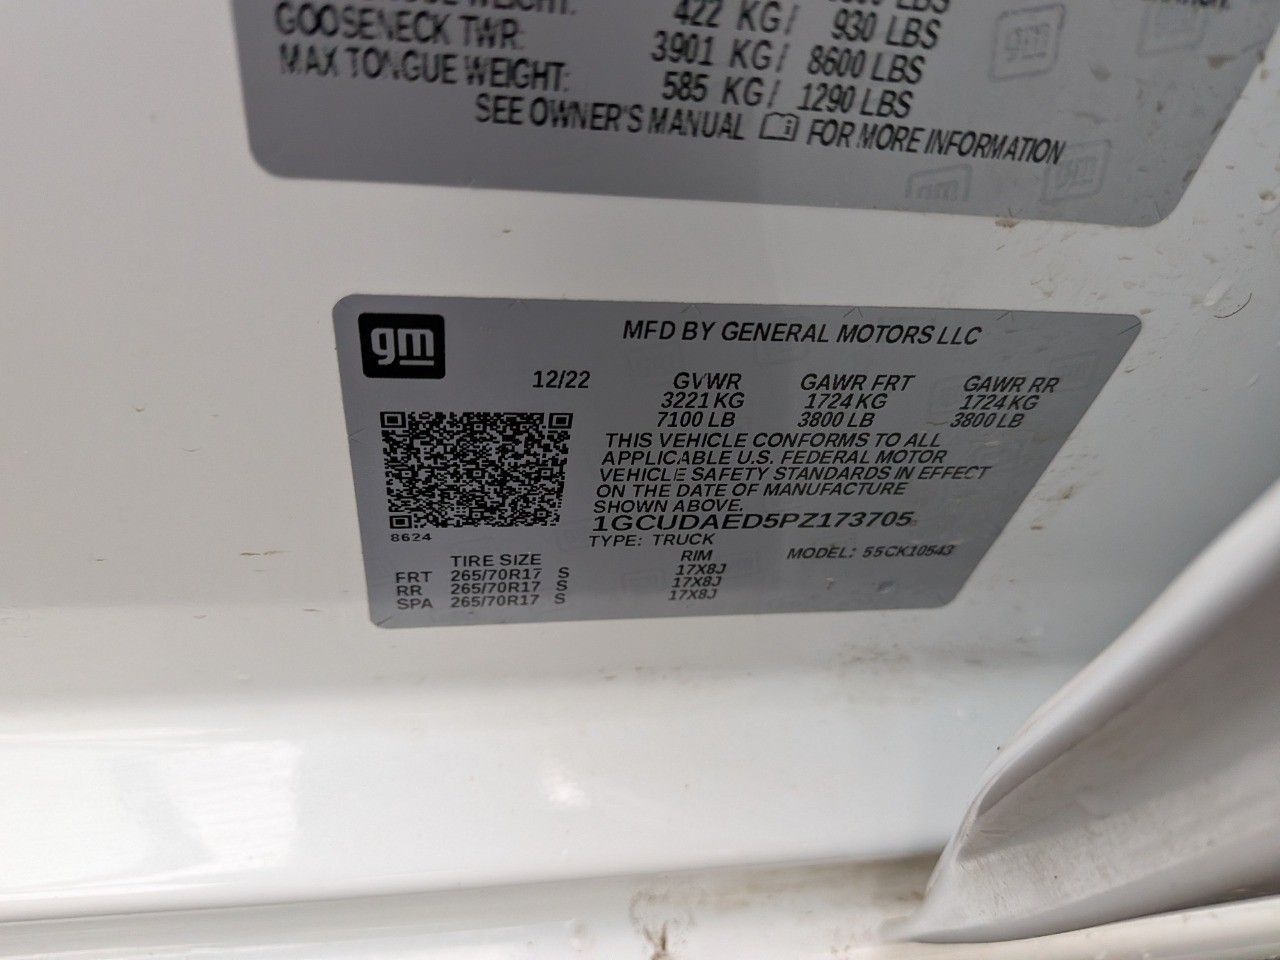 WEIGHT:
422 KG/ 930 LBS
GOOSENECK TWR: 3901 KG/ 8600 LBS
MAX TONGUE WEIGHT: 585 KG/ 1290 LBS
SEE OWNER'S MANUAL FOR MORE INFORMATION
gm
MFD BY GENERAL MOTORS LLC
12/22 GVWR GAWR FRT GAWR RR
3221 KG 1724 KG 1724 KG
7100 LB 3800 LB 3800 LB
THIS VEHICLE CONFORMS TO ALL
APPLICABLE U.S. FEDERAL MOTOR
VEHICLE SAFETY STANDARDS IN EFFECT
ON THE DATE OF MANUFACTURE
SHOWN ABOVE.
1GCUDAED5PZ173705
8624
TYPE: TRUCK MODEL: 55CK10543
TIRE SIZE RIM
FRT 265/70R17 S 17X8J
RR 265/70R17 S 17X8J
SPA 265/70R17 S 17X8J